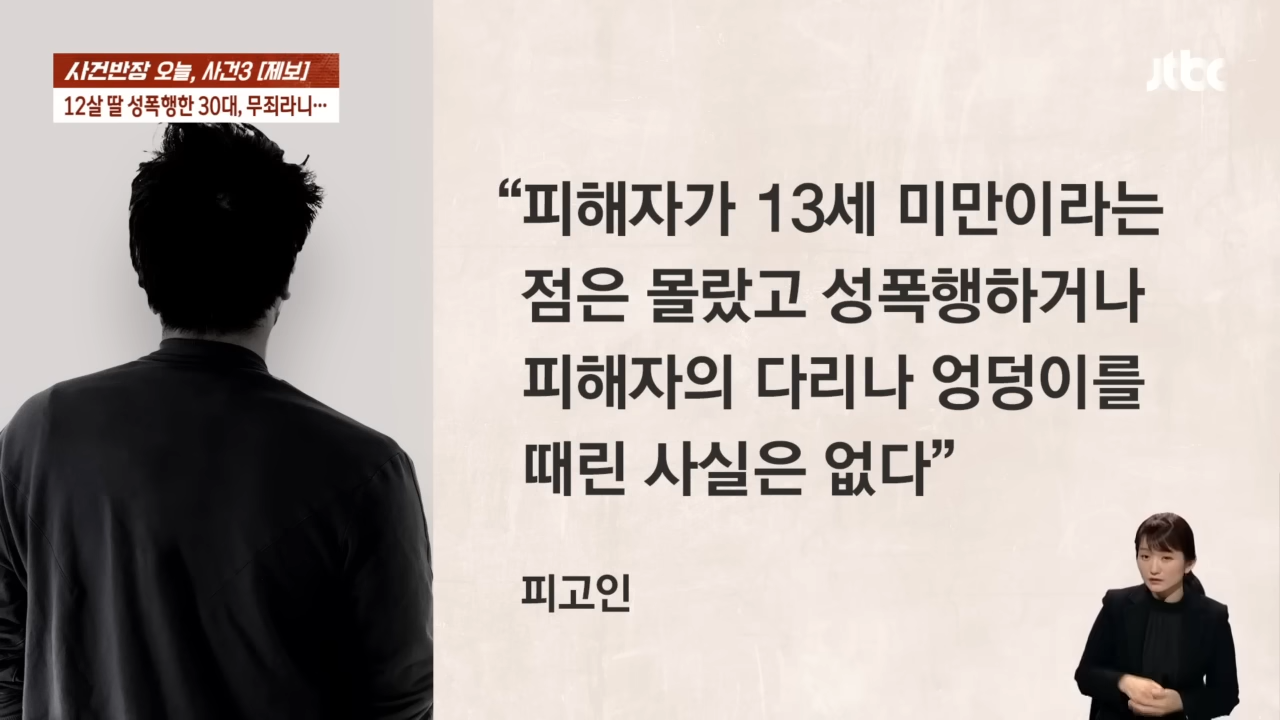 사건반장 오늘, 사건3 [제보]
12살 딸 성폭행한 30대, 무죄라니…
jtbc
“피해자가 13세 미만이라는
점은 몰랐고 성폭행하거나
피해자의 다리나 엉덩이를
때린 사실은 없다”
피고인